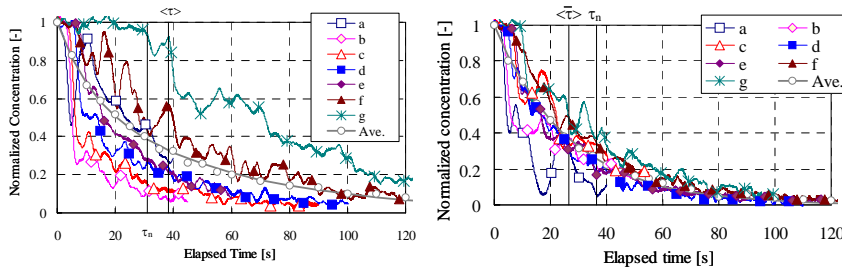 <τ>
1
0.8
0.6
0.4
0.2
0
Normalized Concentration [-]
a
b
c
d
e
f
g
Ave.
0 20 τn 40 60 80 100 120
Elapsed Time [s]
<τ̅> τn
1
0.8
0.6
0.4
0.2
0
Normalized concentration [-]
a b
c d
e f
g Ave.
0 20 40 60 80 100 120
Elapsed time [s]